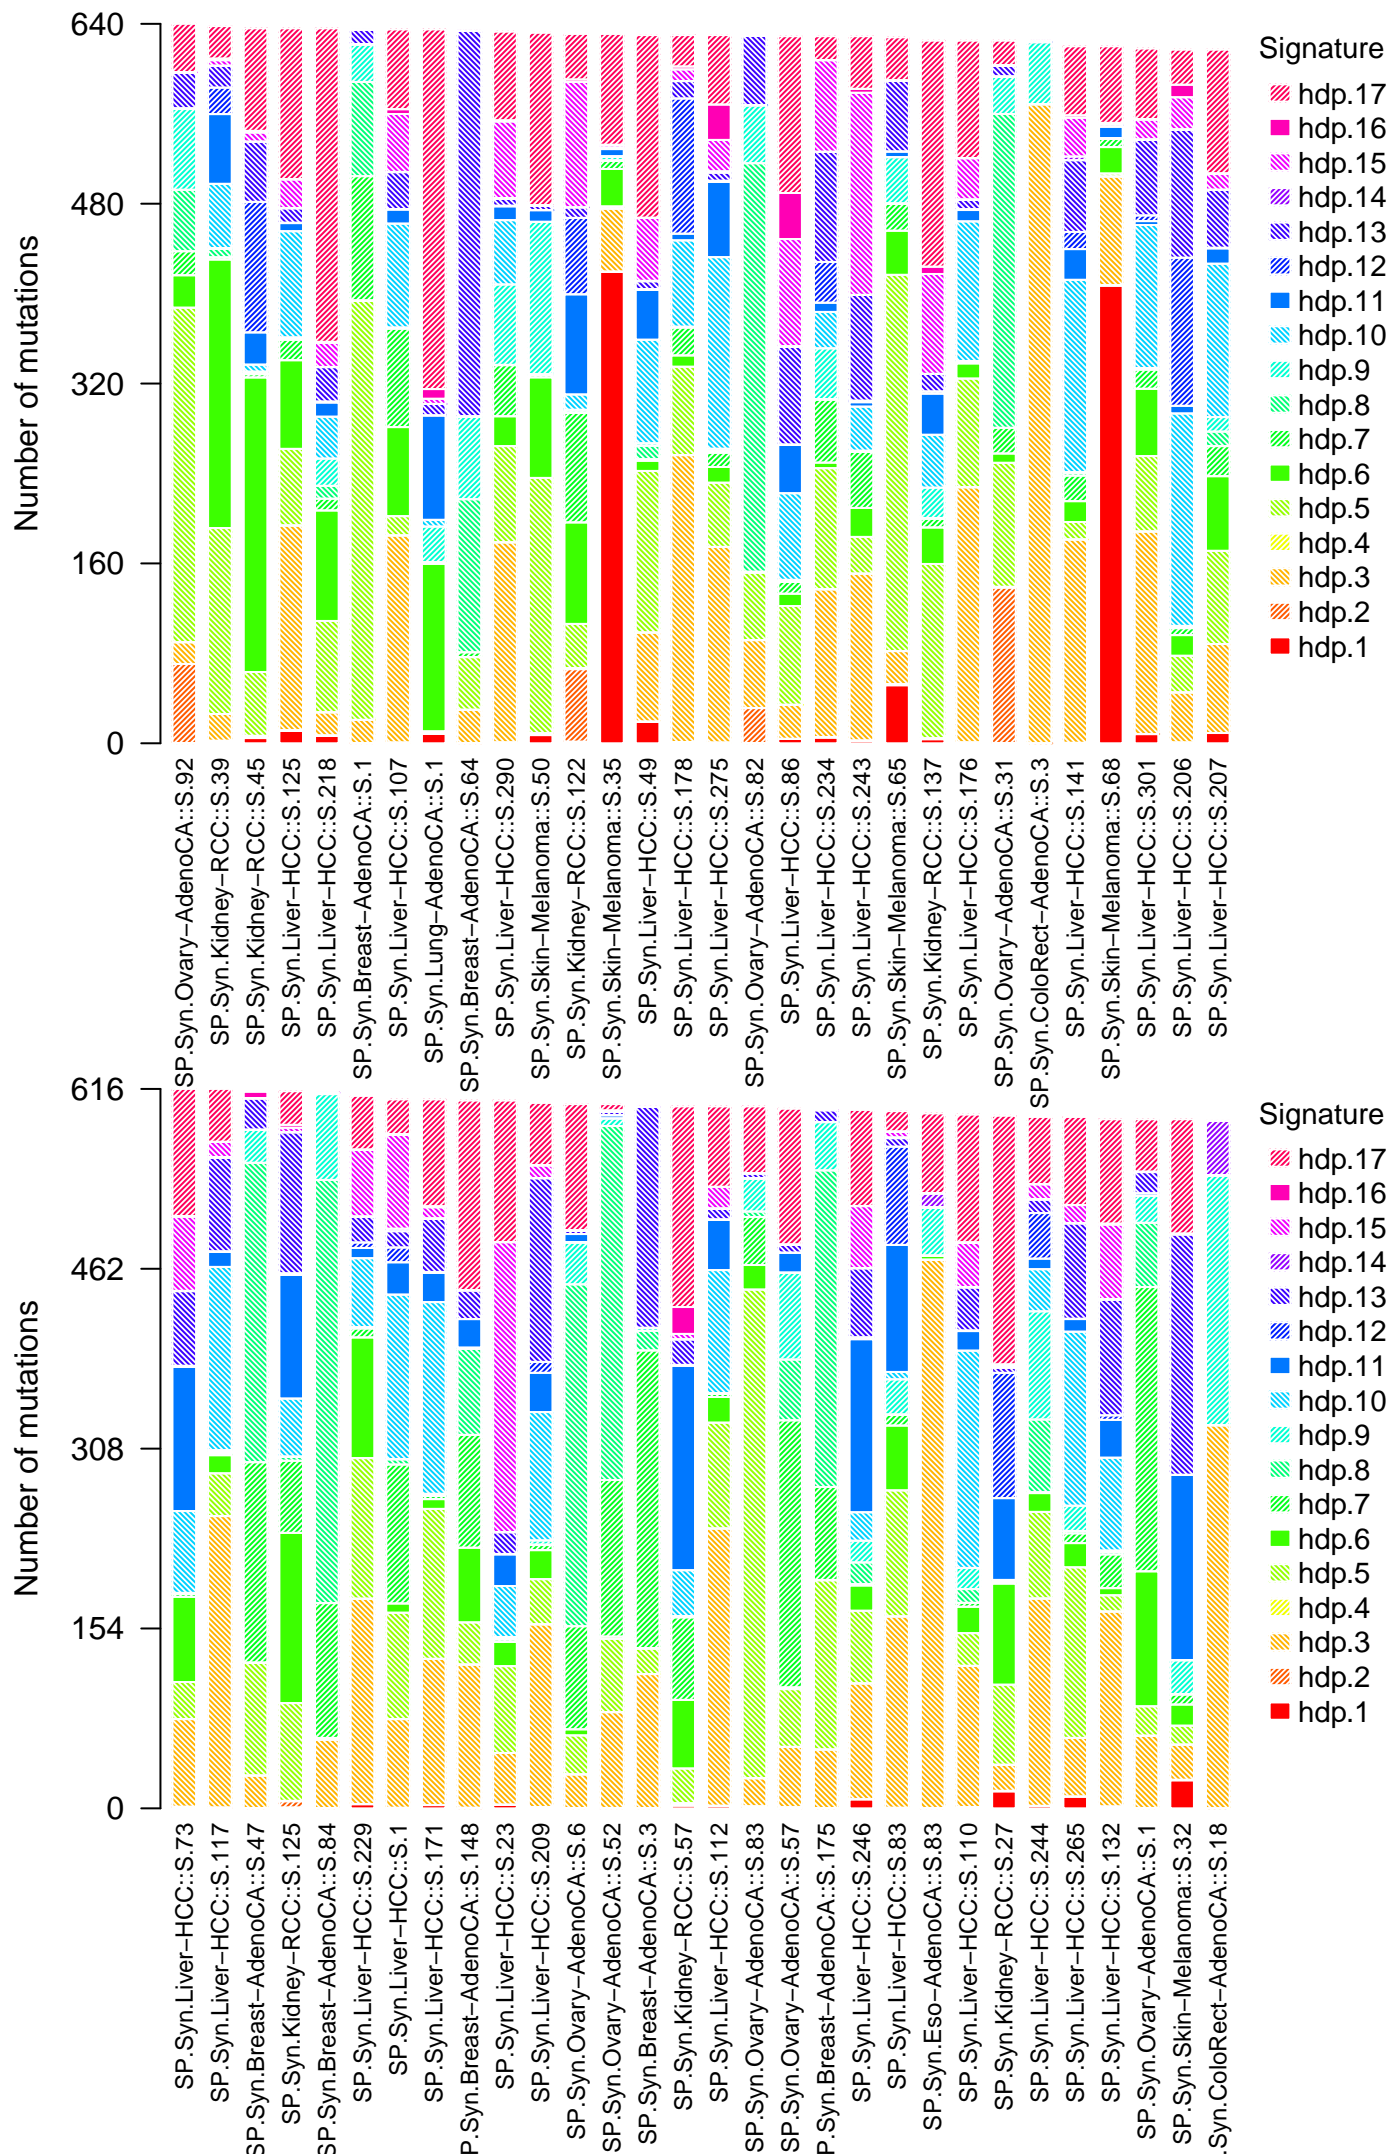 640
480
320
160
0
Number of mutations
Signature
hdp.17
hdp.16
hdp.15
hdp.14
hdp.13
hdp.12
hdp.11
hdp.10
hdp.9
hdp.8
hdp.7
hdp.6
hdp.5
hdp.4
hdp.3
hdp.2
hdp.1
SP.Syn.Ovary−AdenoCA::S.92
SP.Syn.Kidney−RCC::S.39
SP.Syn.Kidney−RCC::S.45
SP.Syn.Liver−HCC::S.125
SP.Syn.Liver−HCC::S.218
SP.Syn.Breast−AdenoCA::S.1
SP.Syn.Liver−HCC::S.107
SP.Syn.Lung−AdenoCA::S.1
SP.Syn.Breast−AdenoCA::S.64
SP.Syn.Liver−HCC::S.290
SP.Syn.Skin−Melanoma::S.50
SP.Syn.Kidney−RCC::S.122
SP.Syn.Skin−Melanoma::S.35
SP.Syn.Liver−HCC::S.49
SP.Syn.Liver−HCC::S.178
SP.Syn.Liver−HCC::S.275
SP.Syn.Ovary−AdenoCA::S.82
SP.Syn.Liver−HCC::S.86
SP.Syn.Liver−HCC::S.234
SP.Syn.Liver−HCC::S.243
SP.Syn.Skin−Melanoma::S.65
SP.Syn.Kidney−RCC::S.137
SP.Syn.Liver−HCC::S.176
SP.Syn.Ovary−AdenoCA::S.31
SP.Syn.ColoRect−AdenoCA::S.3
SP.Syn.Liver−HCC::S.141
SP.Syn.Skin−Melanoma::S.68
SP.Syn.Liver−HCC::S.301
SP.Syn.Liver−HCC::S.206
SP.Syn.Liver−HCC::S.207
616
462
308
154
0
Number of mutations
Signature
hdp.17
hdp.16
hdp.15
hdp.14
hdp.13
hdp.12
hdp.11
hdp.10
hdp.9
hdp.8
hdp.7
hdp.6
hdp.5
hdp.4
hdp.3
hdp.2
hdp.1
SP.Syn.Liver−HCC::S.73
SP.Syn.Liver−HCC::S.117
SP.Syn.Breast−AdenoCA::S.47
SP.Syn.Kidney−RCC::S.125
SP.Syn.Breast−AdenoCA::S.84
SP.Syn.Liver−HCC::S.229
SP.Syn.Liver−HCC::S.1
SP.Syn.Liver−HCC::S.171
P.Syn.Breast−AdenoCA::S.148
SP.Syn.Liver−HCC::S.23
SP.Syn.Liver−HCC::S.209
SP.Syn.Ovary−AdenoCA::S.6
SP.Syn.Ovary−AdenoCA::S.52
SP.Syn.Breast−AdenoCA::S.3
SP.Syn.Kidney−RCC::S.57
SP.Syn.Liver−HCC::S.112
SP.Syn.Ovary−AdenoCA::S.83
SP.Syn.Ovary−AdenoCA::S.57
P.Syn.Breast−AdenoCA::S.175
SP.Syn.Liver−HCC::S.246
SP.Syn.Liver−HCC::S.83
SP.Syn.Eso−AdenoCA::S.83
SP.Syn.Liver−HCC::S.110
SP.Syn.Kidney−RCC::S.27
SP.Syn.Liver−HCC::S.244
SP.Syn.Liver−HCC::S.265
SP.Syn.Liver−HCC::S.132
SP.Syn.Ovary−AdenoCA::S.1
SP.Syn.Skin−Melanoma::S.32
.Syn.ColoRect−AdenoCA::S.18